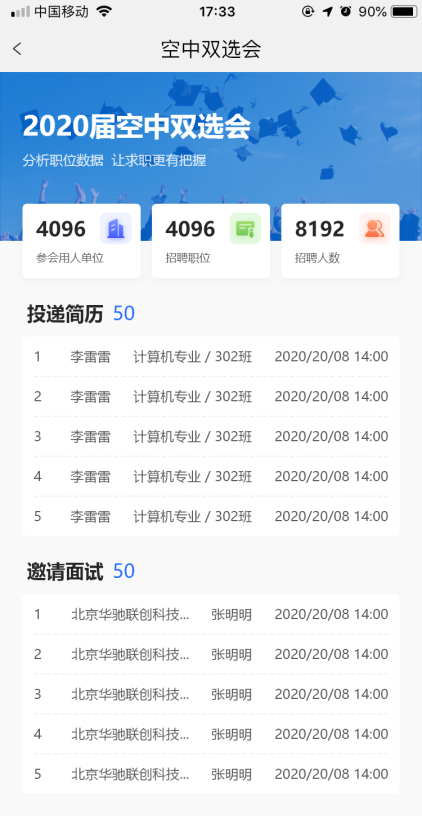 中国移动 17:33 90%
空中双选会
2020届空中双选会
分析职位数据 让求职更有把握
4096 4096 8192
参会用人单位 招聘职位 招聘人数
投递简历 50
1 李雷雷 计算机专业 / 302班 2020/20/08 14:00
2 李雷雷 计算机专业 / 302班 2020/20/08 14:00
3 李雷雷 计算机专业 / 302班 2020/20/08 14:00
4 李雷雷 计算机专业 / 302班 2020/20/08 14:00
5 李雷雷 计算机专业 / 302班 2020/20/08 14:00
邀请面试 50
1 北京华驰联创科技... 张明明 2020/20/08 14:00
2 北京华驰联创科技... 张明明 2020/20/08 14:00
3 北京华驰联创科技... 张明明 2020/20/08 14:00
4 北京华驰联创科技... 张明明 2020/20/08 14:00
5 北京华驰联创科技... 张明明 2020/20/08 14:00